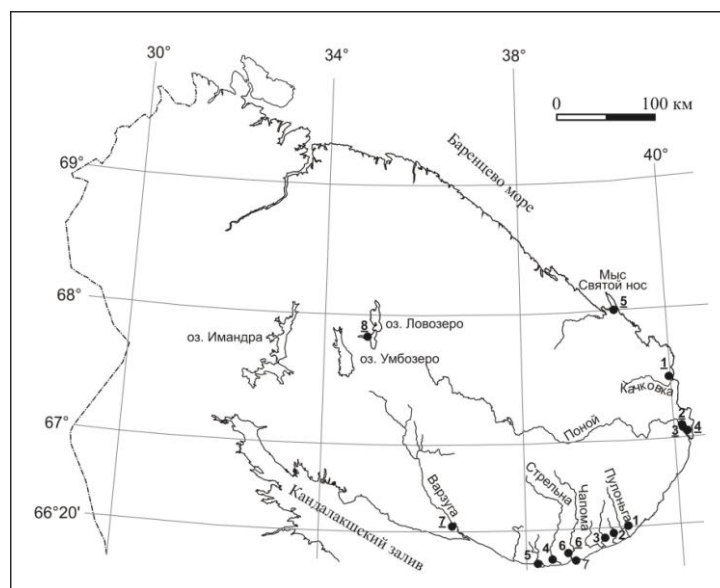 30°
34°
38°
40°
0 100 км
69°
68°
67°
66°20'
Баренцево море
Мыс
Святой нос
5
8
оз. Ловозеро
оз. Имандра
оз. Умбозеро
1
Качковка
2
3 4
Поной
Варзуга
7
Стрельна
Чапома
Пулоньга
Кандалакшский залив
5 4 6 6 7 3 2 1